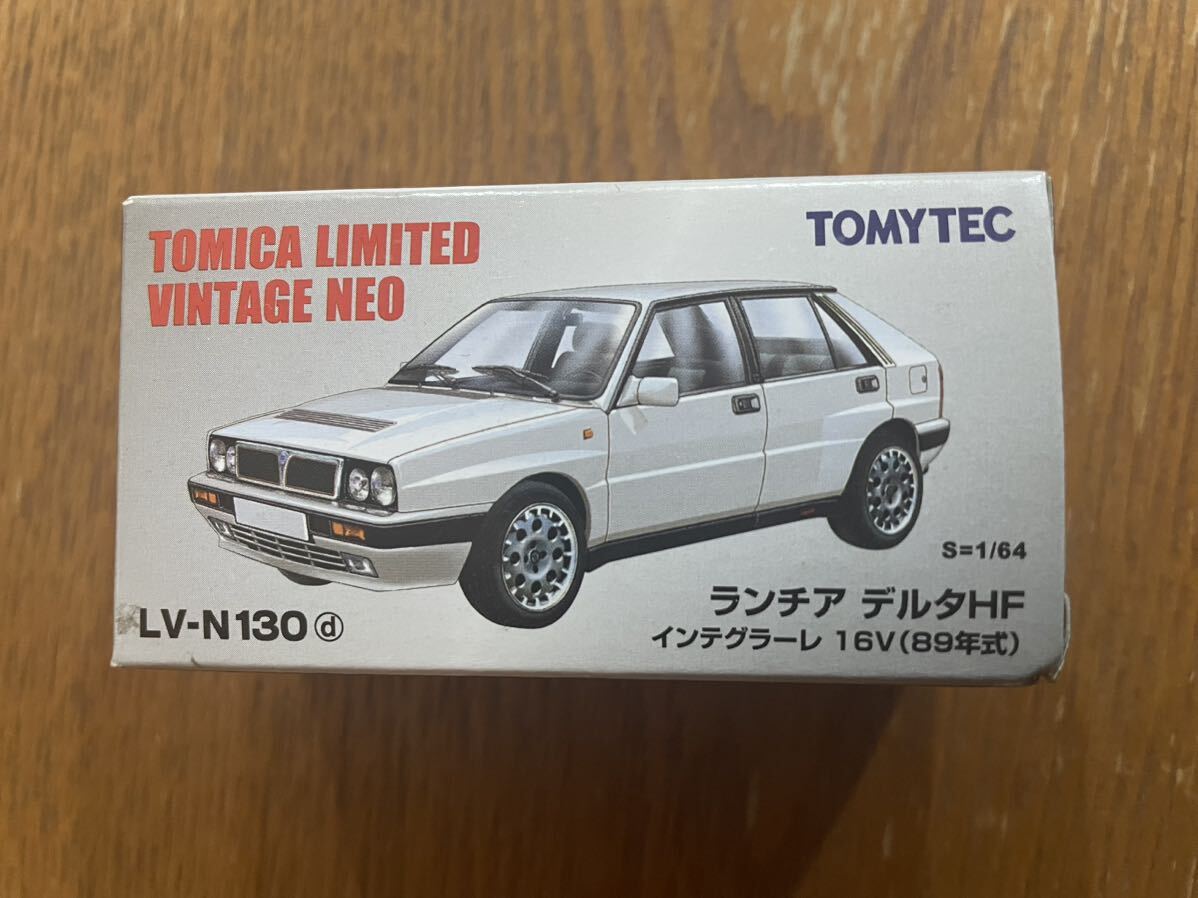 TOMICA LIMITED
VINTAGE NEO
TOMYTEC
S=1/64
LV-N130 ⓓ
ランチア デルタHF
インテグラーレ 16V(89年式)